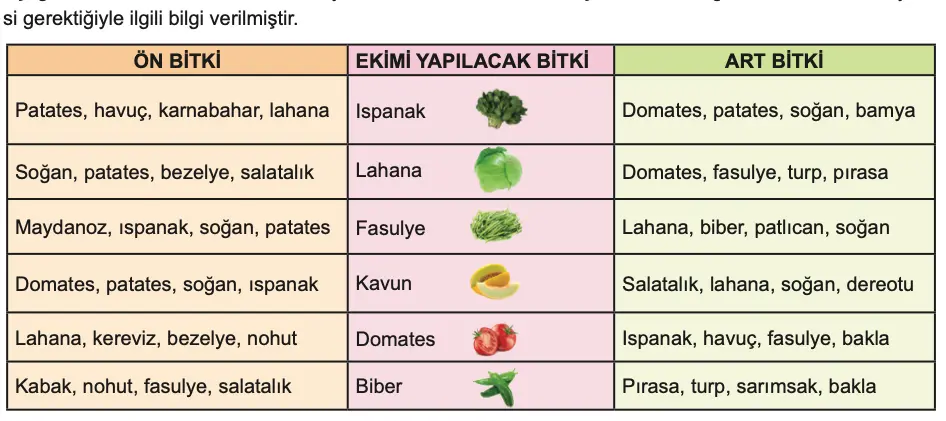 si gerektiğiyle ilgili bilgi verilmiştir.
ÖN BİTKİ EKİMİ YAPILACAK BİTKİ ART BİTKİ
Patates, havuç, karnabahar, lahana Ispanak Domates, patates, soğan, bamya
Soğan, patates, bezelye, salatalık Lahana Domates, fasulye, turp, pırasa
Maydanoz, ıspanak, soğan, patates Fasulye Lahana, biber, patlıcan, soğan
Domates, patates, soğan, ıspanak Kavun Salatalık, lahana, soğan, dereotu
Lahana, kereviz, bezelye, nohut Domates Ispanak, havuç, fasulye, bakla
Kabak, nohut, fasulye, salatalık Biber Pırasa, turp, sarımsak, bakla